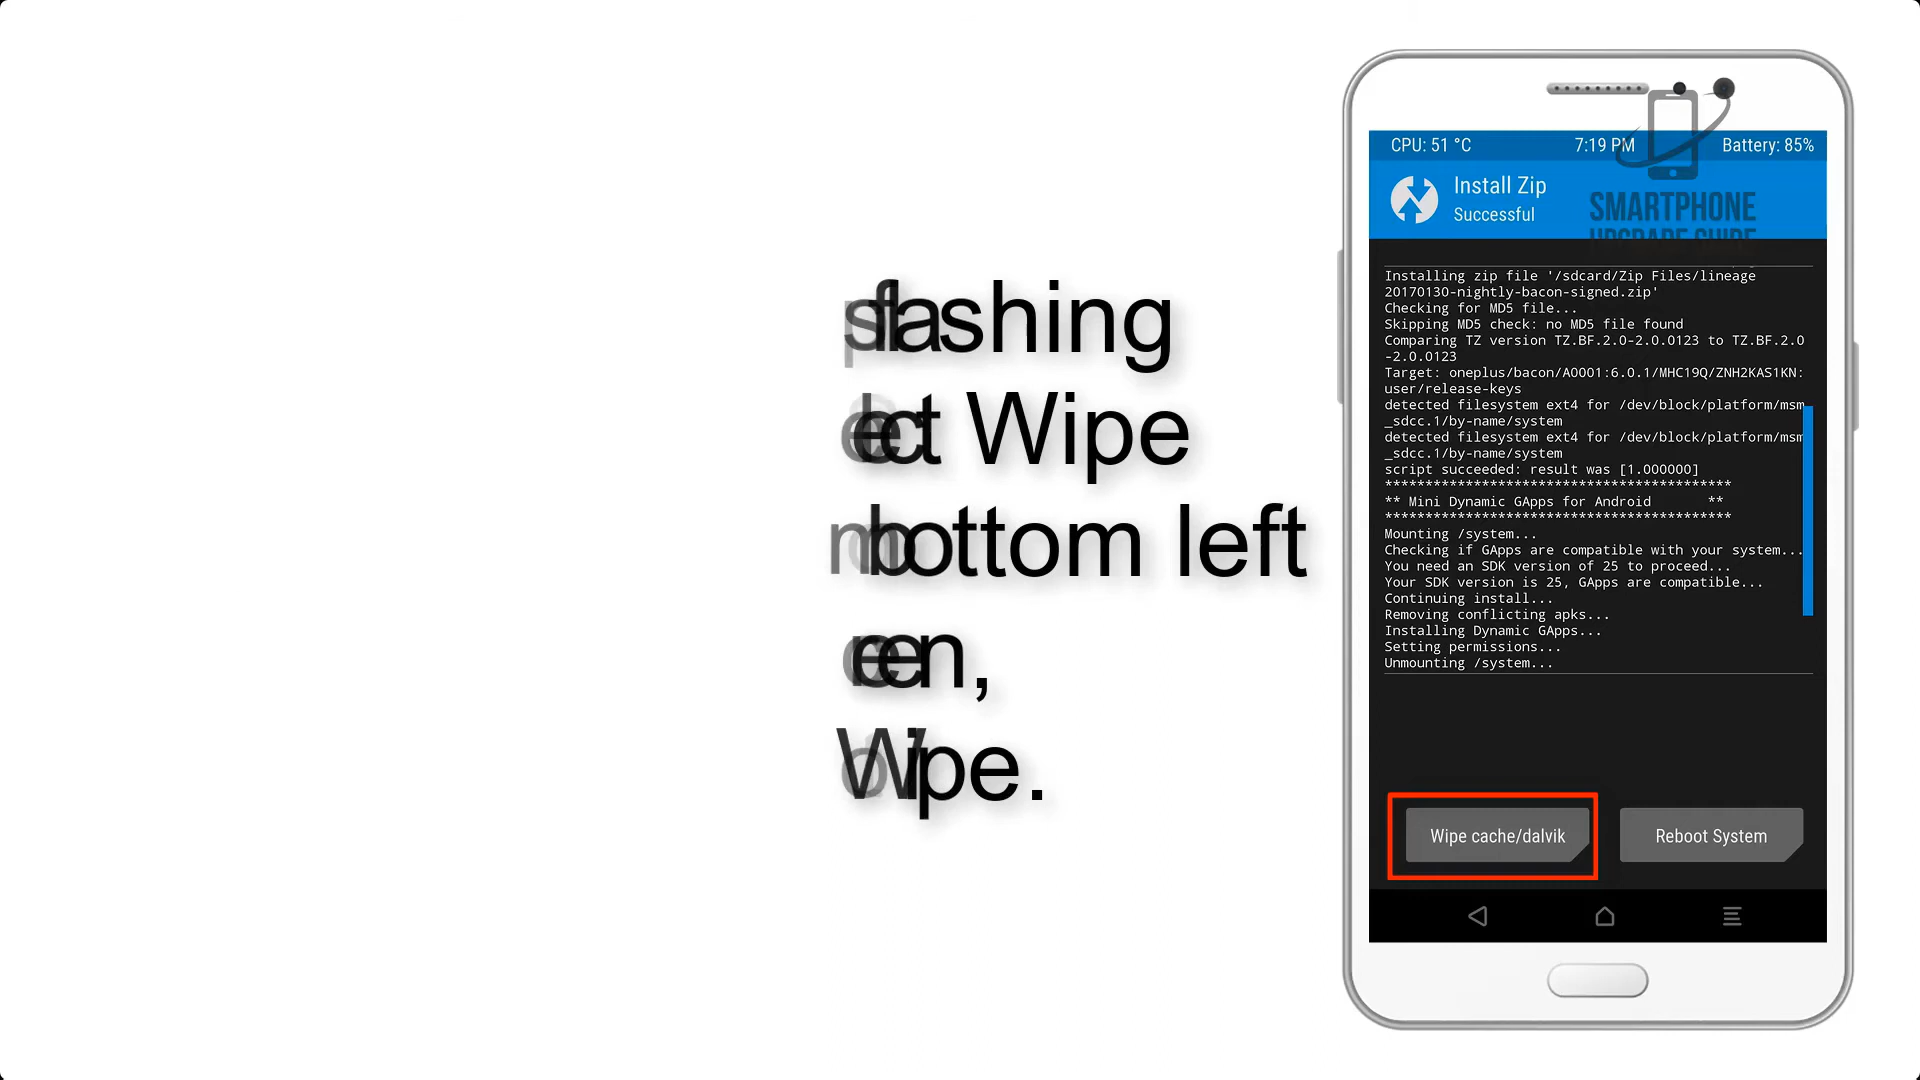 flashing
Wipe
bottom left
Wipe.
CPU: 51 °C
7:19 PM
Battery: 85%
Install Zip
Successful
SMARTPHONE
UPGRADE GUIDE
Installing zip file '/sdcard/Zip Files/lineage
20170130-nightly-bacon-signed.zip'
Checking for MD5 file...
Skipping MD5 check: no MD5 file found
Comparing TZ version TZ.BF.2.0-2.0.0123 to TZ.BF.2.0
-2.0.0123
Target: oneplus/bacon/A0001:6.0.1/MHC19Q/ZNH2KAS1KN:
user/release-keys
detected filesystem ext4 for /dev/block/platform/msm
_sdcc.1/by-name/system
detected filesystem ext4 for /dev/block/platform/msm
_sdcc.1/by-name/system
script succeeded: result was [1.000000]
*******************************************
** Mini Dynamic GApps for Android       **
*******************************************
Mounting /system...
Checking if GApps are compatible with your system...
You need an SDK version of 25 to proceed...
Your SDK version is 25, GApps are compatible...
Continuing install...
Removing conflicting apks...
Installing Dynamic GApps...
Setting permissions...
Unmounting /system...
Wipe cache/dalvik
Reboot System